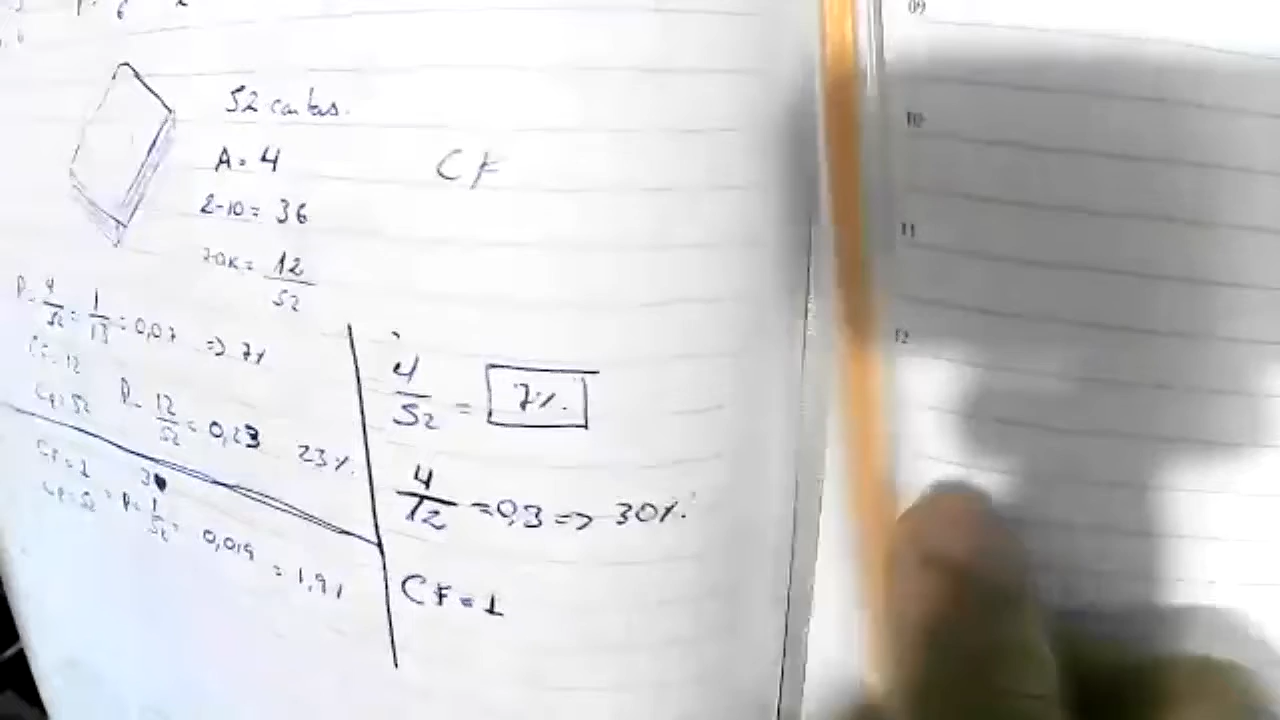 52 cartas.
A = 4
CF
2-10 = 36
JQK = 12/52
P = 4/52 = 1/13 = 0,07 => 7%
CF = 12
CP = 52
P = 12/52 = 0,23 23%
CF = 1
CP = 52
P = 1/52 = 0,019 = 1,9%
4/52 = 7%.
4/12 = 0,3 => 30%.
CF = 1
09
10
11
12